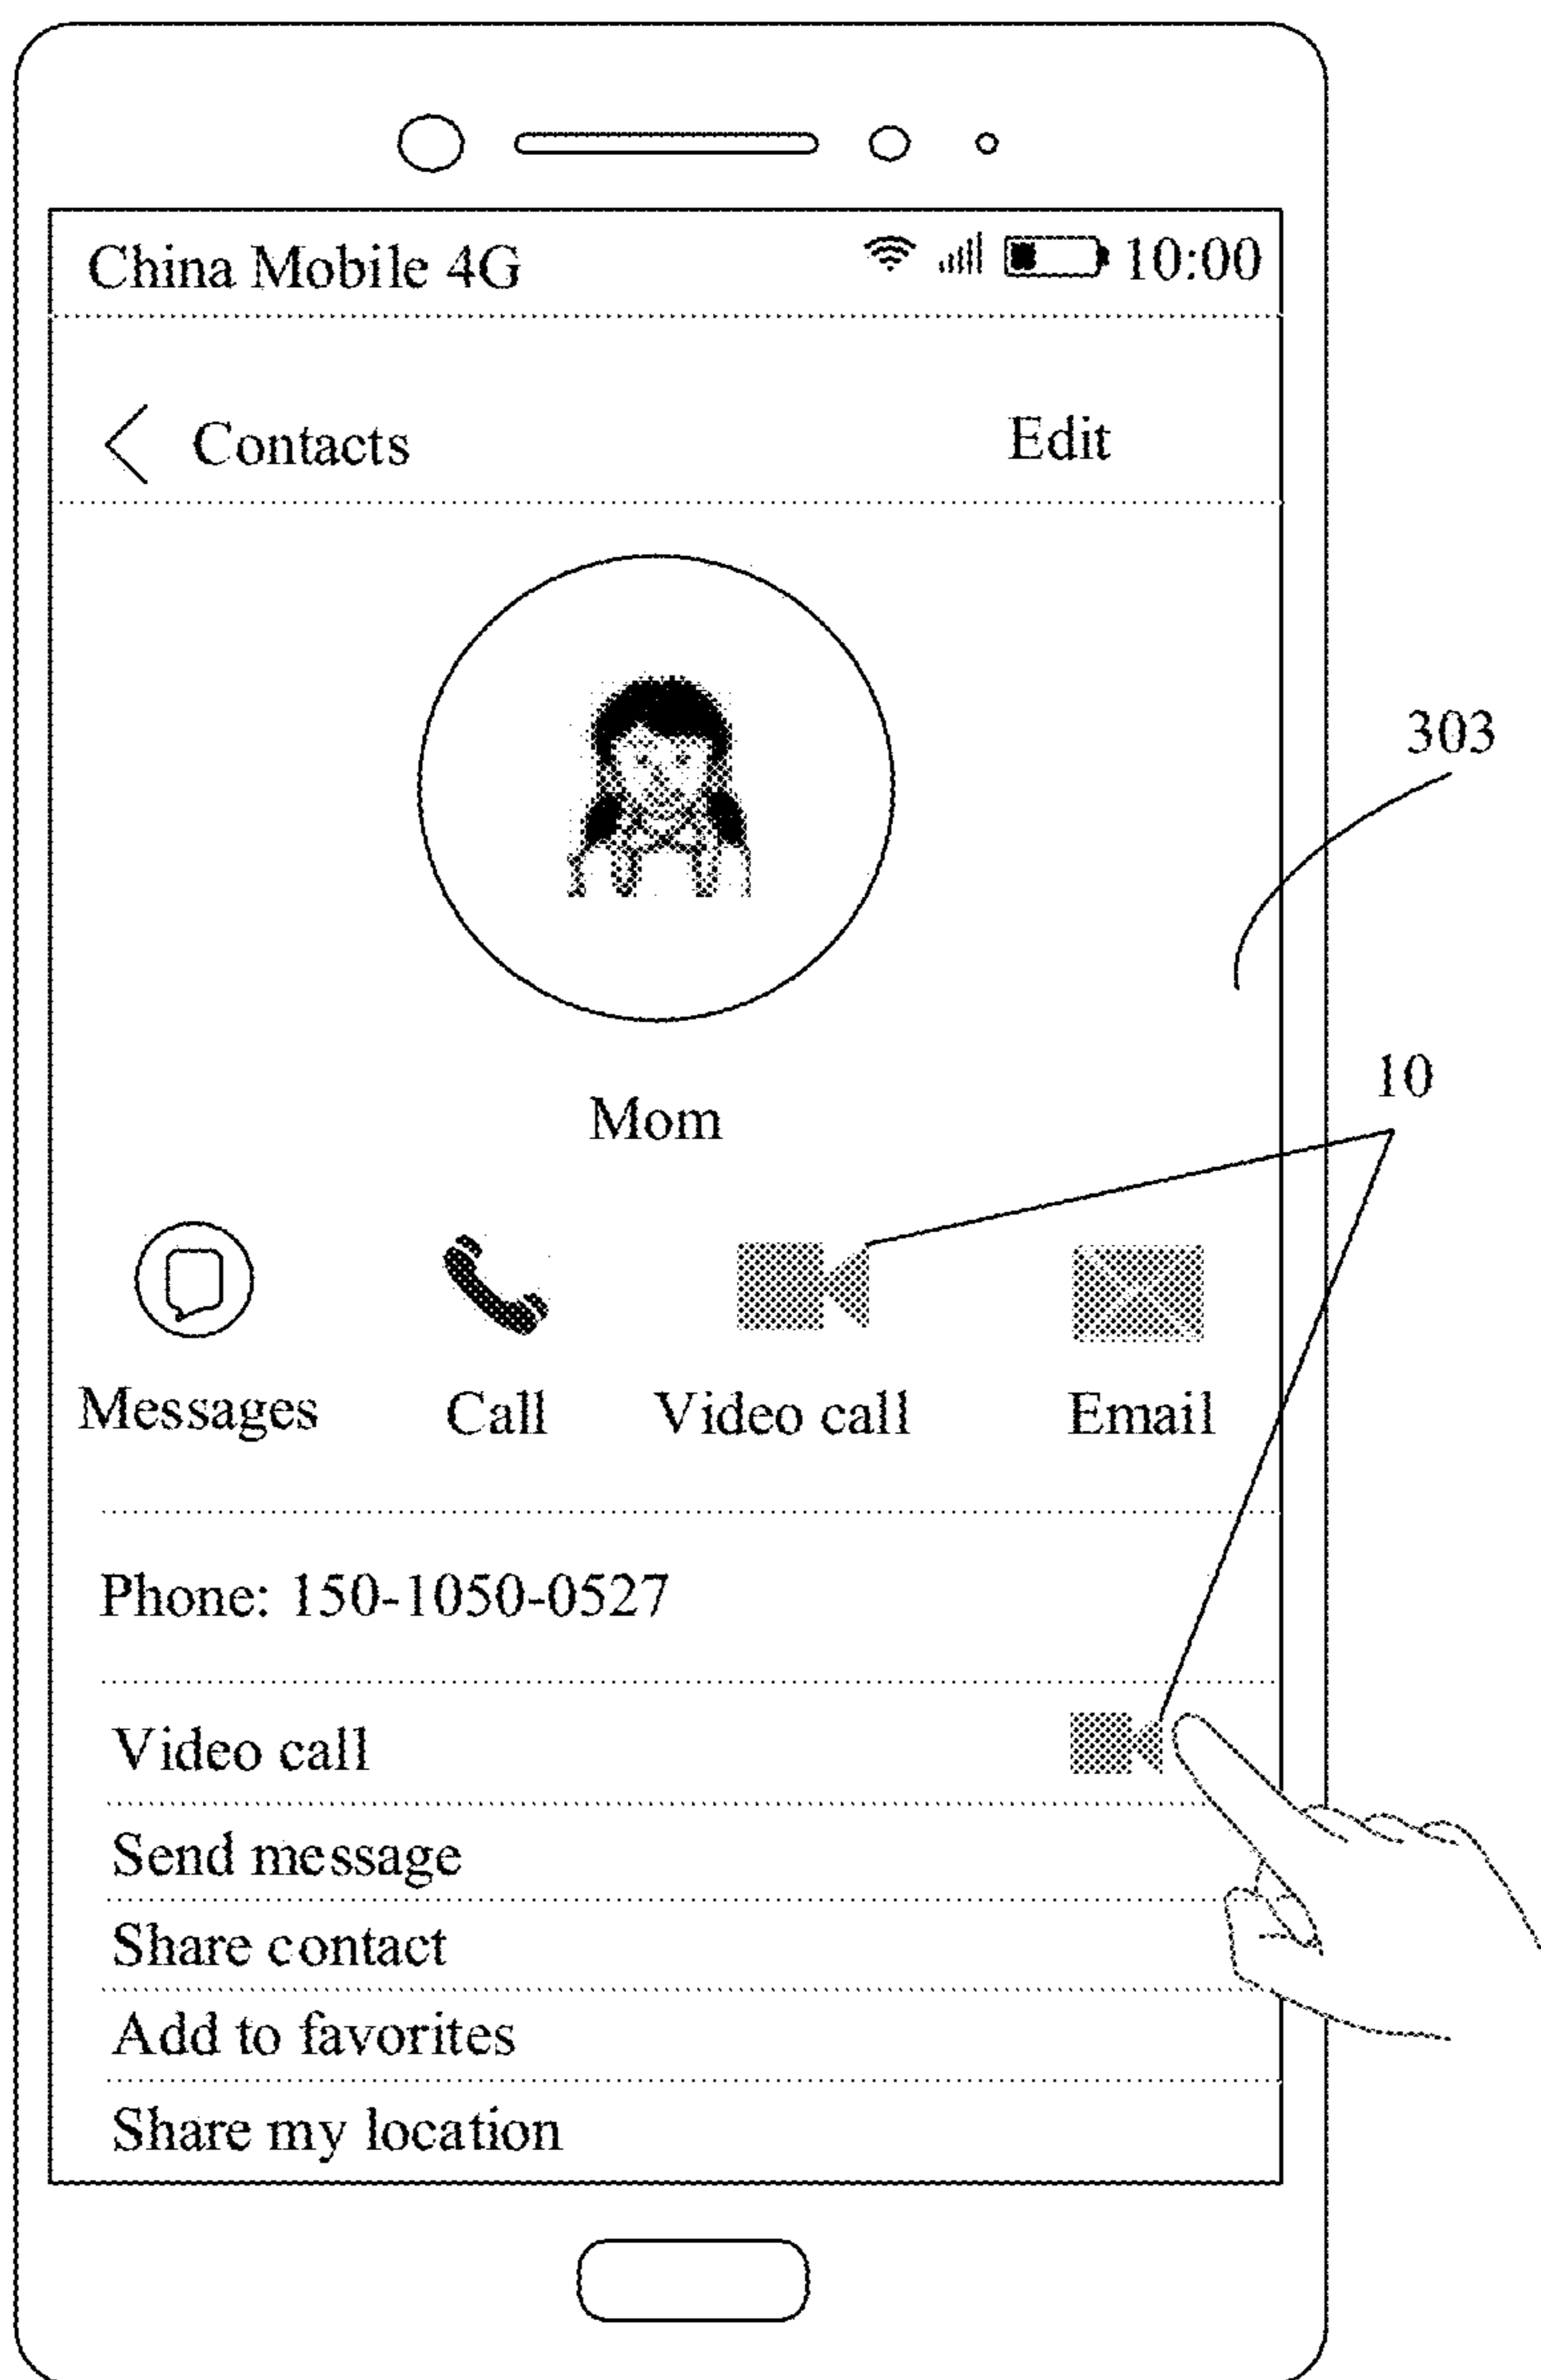 China Mobile 4G 10:00
Contacts Edit
303
10
Mom
Messages Call Video call Email
Phone: 150-1050-0527
Video call
Send message
Share contact
Add to favorites
Share my location